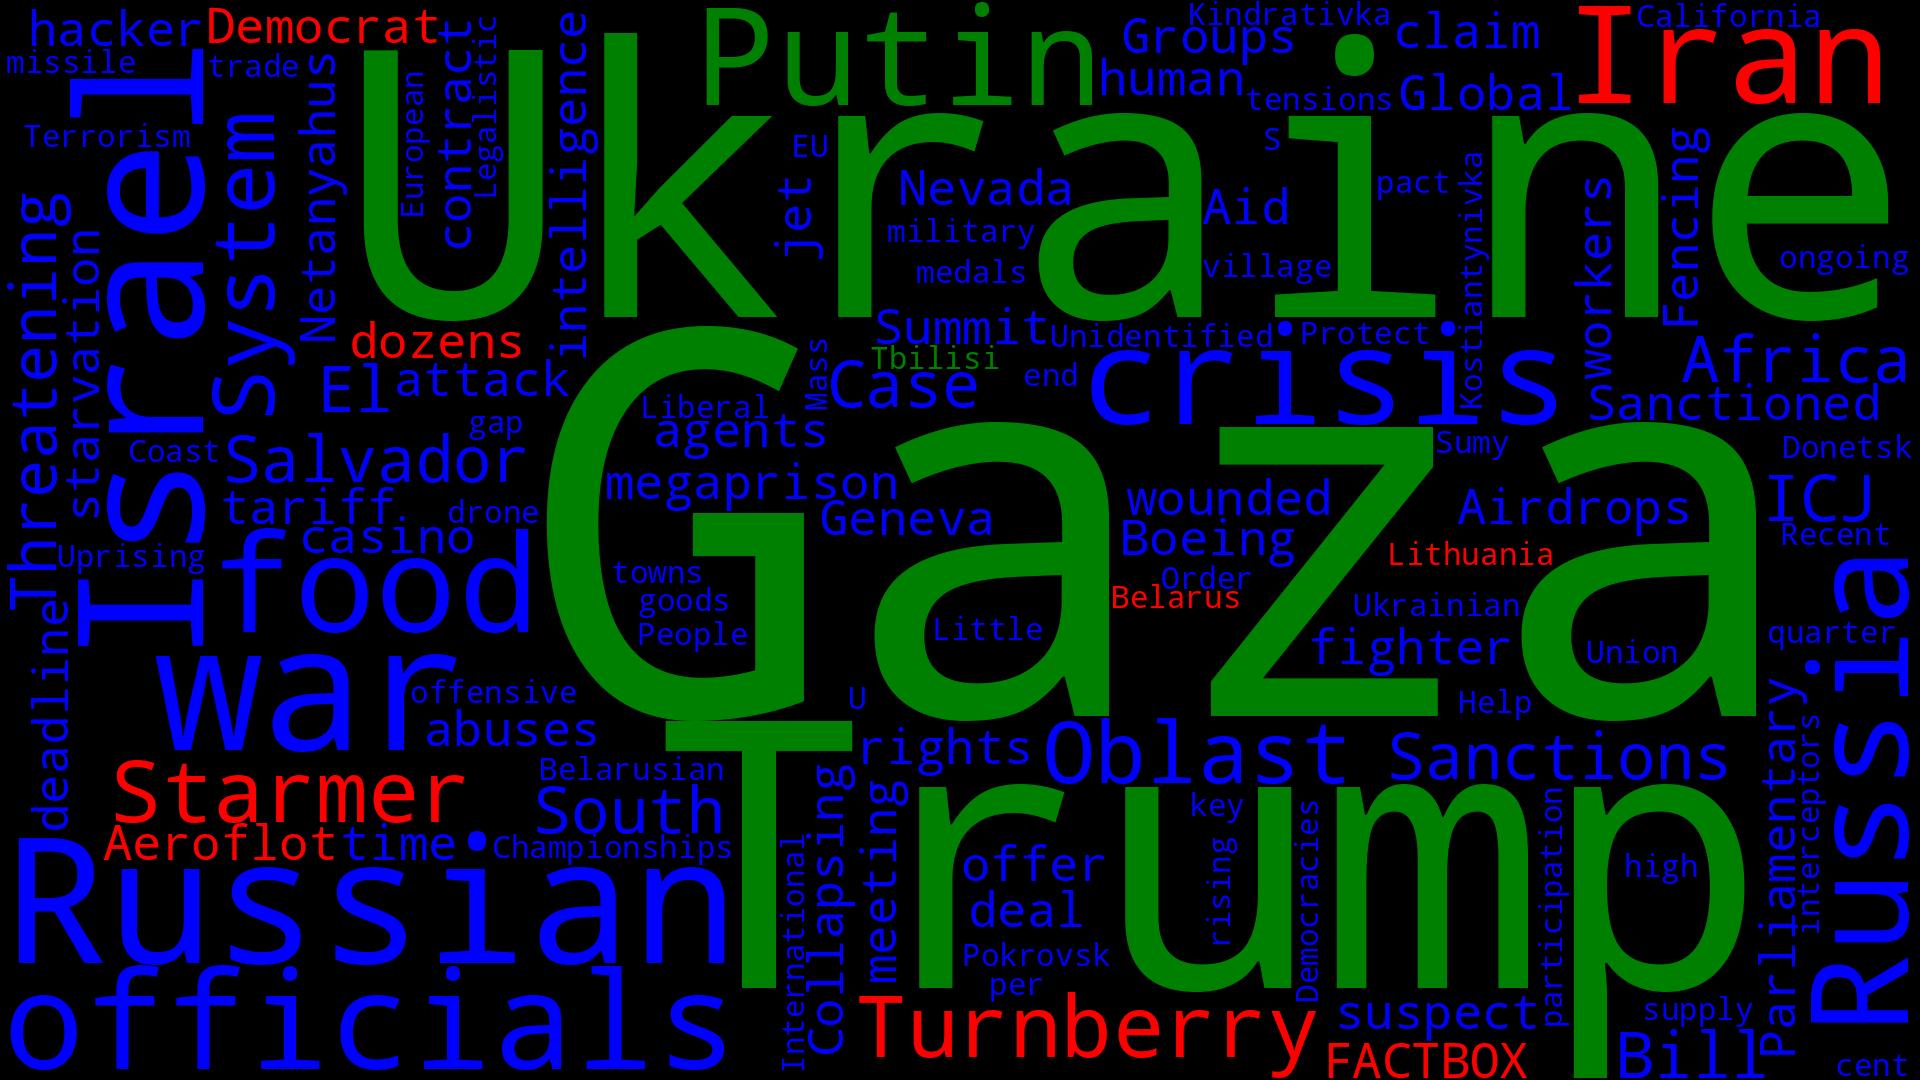 hacker
Democrat
missile
trade
Israel
Terrorism
System
Netanyahus
European
contract
Legalistic
intelligence
Ukraine
Putin
Kindrativka
Groups
claim
human
tensions
Global
Iran
California
EU
S
jet
Nevada
military
medals
Aid
village
pact
Kostiantynivka
workers
Fencing
ongoing
Threatening
starvation
dozens
El
attack
gap
Coast
Salvador
tariff
drone
casino
Uprising
food
Summit
Unidentified
Protect
Tbilisi
Case
Mass
end
crisis
Africa
Sanctioned
Liberal
agents
megaprison
Geneva
Gaza
Sumy
Donetsk
wounded
Boeing
Airdrops
ICJ
Recent
Lithuania
Order
Belarus
towns
goods
People
Little
Ukrainian
fighter
Union
quarter
Help
Russia
deadline
war
offensive
abuses
U
rights
Oblast
Sanctions
Starmer
Belarusian
South
Aeroflot
time
Championships
Russian
officials
Trump
International
Collapsing
meeting
offer
deal
Pokrovsk
per
key
rising
Democracies
participation
high
Parliamentary
interceptors
Turnberry
suspect
FACTBOX
supply
Bill
cent